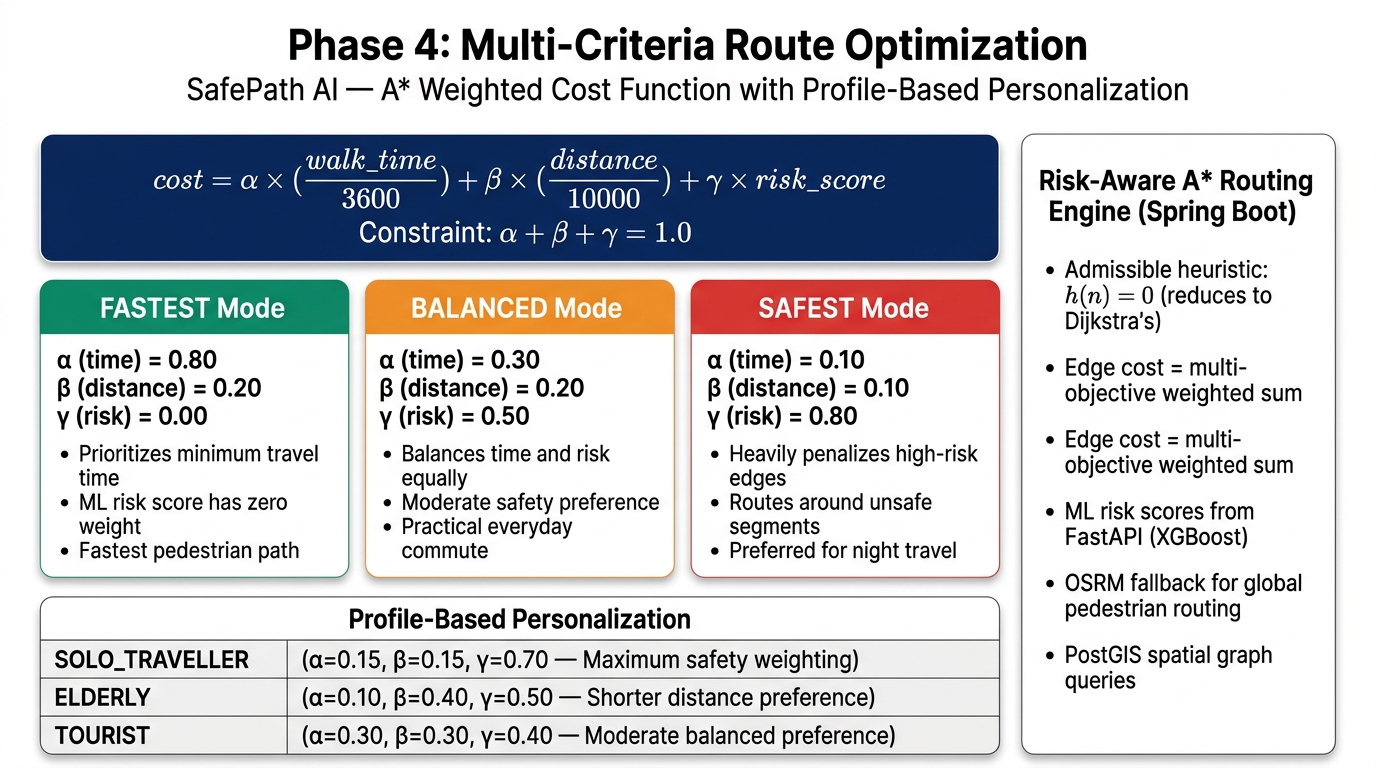 Phase 4: Multi-Criteria Route Optimization
SafePath AI — A* Weighted Cost Function with Profile-Based Personalization
cost = α × (walk_time/3600) + β × (distance/10000) + γ × risk_score
Constraint: α + β + γ = 1.0
FASTEST Mode
α (time) = 0.80
β (distance) = 0.20
γ (risk) = 0.00
• Prioritizes minimum travel
time
• ML risk score has zero
weight
• Fastest pedestrian path
BALANCED Mode
α (time) = 0.30
β (distance) = 0.20
γ (risk) = 0.50
• Balances time and risk
equally
• Moderate safety preference
• Practical everyday
commute
SAFEST Mode
α (time) = 0.10
β (distance) = 0.10
γ (risk) = 0.80
• Heavily penalizes high-risk
edges
• Routes around unsafe
segments
• Preferred for night travel
Profile-Based Personalization
SOLO_TRAVELLER (α=0.15, β=0.15, γ=0.70 — Maximum safety weighting)
ELDERLY (α=0.10, β=0.40, γ=0.50 — Shorter distance preference)
TOURIST (α=0.30, β=0.30, γ=0.40 — Moderate balanced preference)
Risk-Aware A* Routing
Engine (Spring Boot)
• Admissible heuristic:
h(n) = 0 (reduces to
Dijkstra's)
• Edge cost = multi-
objective weighted sum
• Edge cost = multi-
objective weighted sum
• ML risk scores from
FastAPI (XGBoost)
• OSRM fallback for global
pedestrian routing
• PostGIS spatial graph
queries